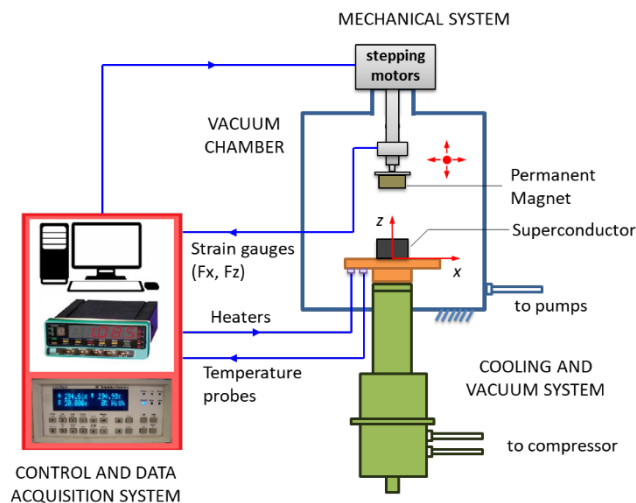 MECHANICAL SYSTEM
stepping
motors
VACUUM
CHAMBER
Permanent
Magnet
z
Superconductor
Strain gauges
(Fx, Fz)
x
to pumps
Heaters
Temperature
probes
COOLING AND
VACUUM SYSTEM
to compressor
CONTROL AND DATA
ACQUISITION SYSTEM